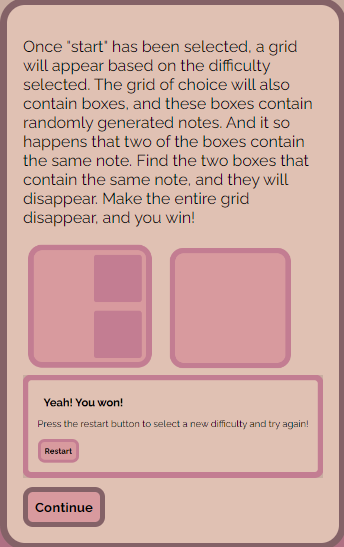 Once "start" has been selected, a grid
will appear based on the difficulty
selected. The grid of choice will also
contain boxes, and these boxes contain
randomly generated notes. And it so
happens that two of the boxes contain
the same note. Find the two boxes that
contain the same note, and they will
disappear. Make the entire grid
disappear, and you win!
Yeah! You won!
Press the restart button to select a new difficulty and try again!
Restart
Continue